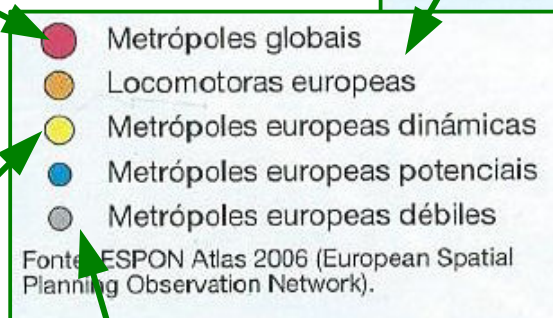 Metrópoles globais
Locomotoras europeas
Metrópoles europeas dinámicas
Metrópoles europeas potenciais
Metrópoles europeas débiles
Fonte ESPON Atlas 2006 (European Spatial
Planning Observation Network).